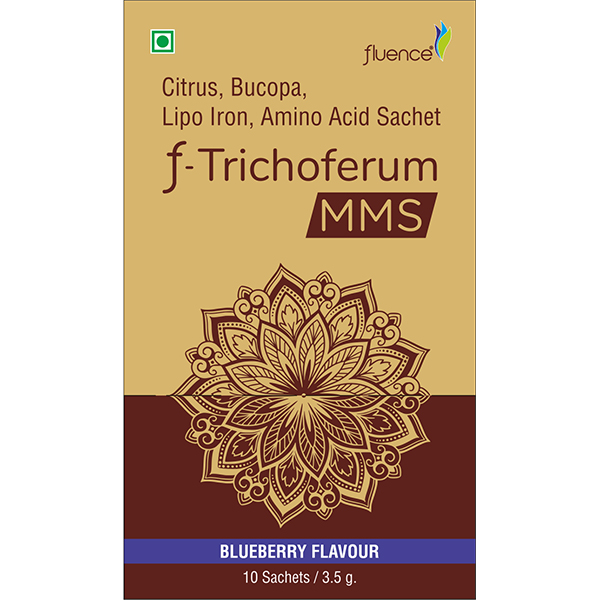 fluence®
Citrus, Bucopa,
Lipo Iron, Amino Acid Sachet
f-Trichoferum
MMS
BLUEBERRY FLAVOUR
10 Sachets / 3.5 g.